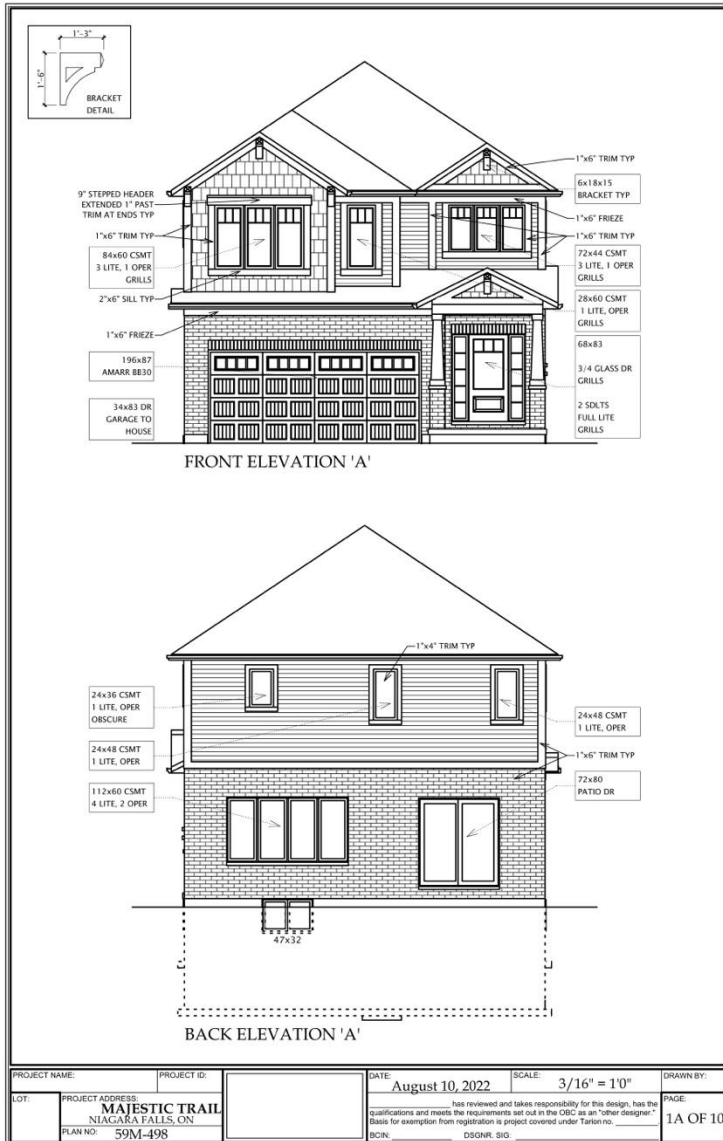 1'-3"
1'-6"
BRACKET
DETAIL
9" STEPPED HEADER
EXTENDED 1" PAST
TRIM AT ENDS TYP
1"x6" TRIM TYP
84x60 CSMT
3 LITE, 1 OPER
GRILLS
2"x6" SILL TYP
1"x6" FRIEZE
196x87
AMARR BB30
34x83 DR
GARAGE TO
HOUSE
1"x6" TRIM TYP
6x18x15
BRACKET TYP
1"x6" FRIEZE
1"x6" TRIM TYP
72x44 CSMT
3 LITE, 1 OPER
GRILLS
28x60 CSMT
1 LITE, OPER
GRILLS
68x83
3/4 GLASS DR
GRILLS
2 SDLTS
FULL LITE
GRILLS
FRONT ELEVATION 'A'
1"x4" TRIM TYP
24x36 CSMT
1 LITE, OPER
OBSCURE
24x48 CSMT
1 LITE, OPER
112x60 CSMT
4 LITE, 2 OPER
24x48 CSMT
1 LITE, OPER
1"x6" TRIM TYP
72x80
PATIO DR
47x32
BACK ELEVATION 'A'
PROJECT NAME:
PROJECT ID:
LOT:
PROJECT ADDRESS:
MAJESTIC TRAIL
NIAGARA FALLS, ON
PLAN NO: 59M-498
DATE: August 10, 2022
SCALE: 3/16" = 1'0"
DRAWN BY:
has reviewed and takes responsibility for this design, has the
qualifications and meets the requirements set out in the OBC as an "other designer."
Basis for exemption from registration is project covered under Tarion no.
BCIN: DSGNR. SIG:
PAGE:
1A OF 10